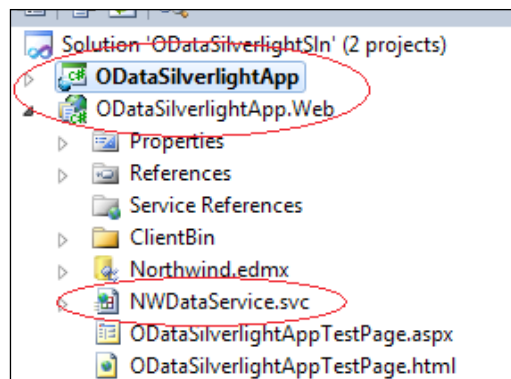 Solution 'ODataSilverlightSln' (2 projects)
ODataSilverlightApp
ODataSilverlightApp.Web
Properties
References
Service References
ClientBin
Northwind.edmx
NWDataService.svc
ODataSilverlightAppTestPage.aspx
ODataSilverlightAppTestPage.html